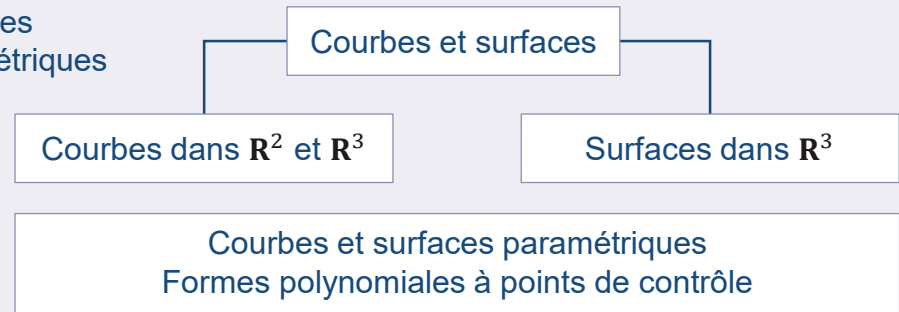 Courbes et surfaces
Courbes dans R² et R³
Surfaces dans R³
Courbes et surfaces paramétriques
Formes polynomiales à points de contrôle